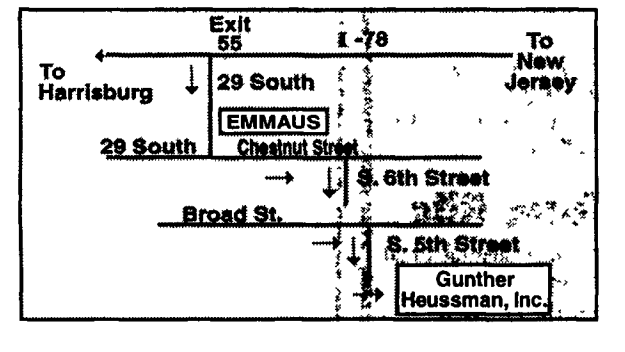 Exit
55
I-78
To
New
Jersey
To
Harrisburg
29 South
EMMAUS
29 South
Chestnut Street
S. 6th Street
Broad St.
S. 5th Street
Gunther
Heussman, Inc.